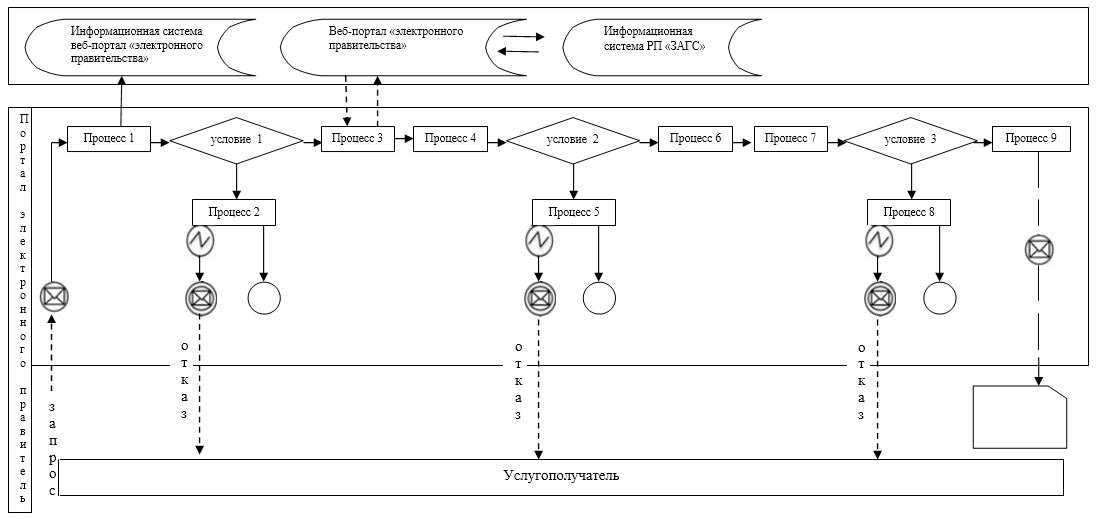 Информационная система
веб-портал «электронного
правительства»
Веб-портал «электронного
правительства»
Информационная
система РП «ЗАГС»
Портал электронного правительь
Процесс 1
условие 1
Процесс 3
Процесс 4
условие 2
Процесс 6
Процесс 7
условие 3
Процесс 9
Процесс 2
Процесс 5
Процесс 8
запрос
отказ
отказ
отказ
Услугополучатель